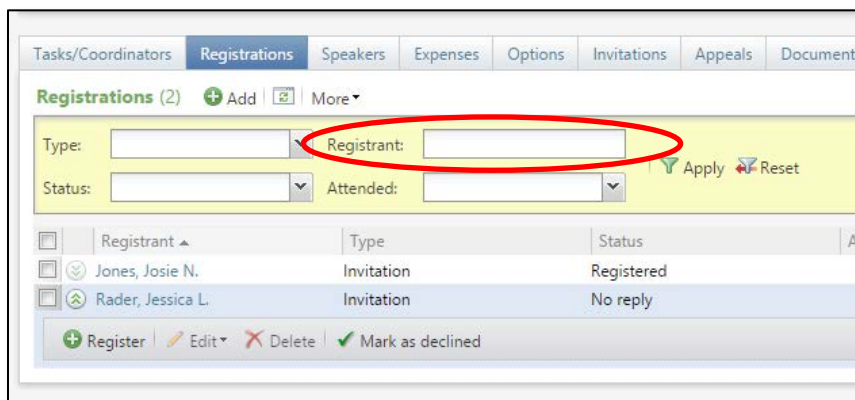 Tasks/Coordinators Registrations Speakers Expenses Options Invitations Appeals Document
Registrations (2) Add More
Type: Registrant:
Apply Reset
Status: Attended:
Registrant Type Status A
Jones, Josie N. Invitation Registered
Rader, Jessica L. Invitation No reply
Register Edit Delete Mark as declined